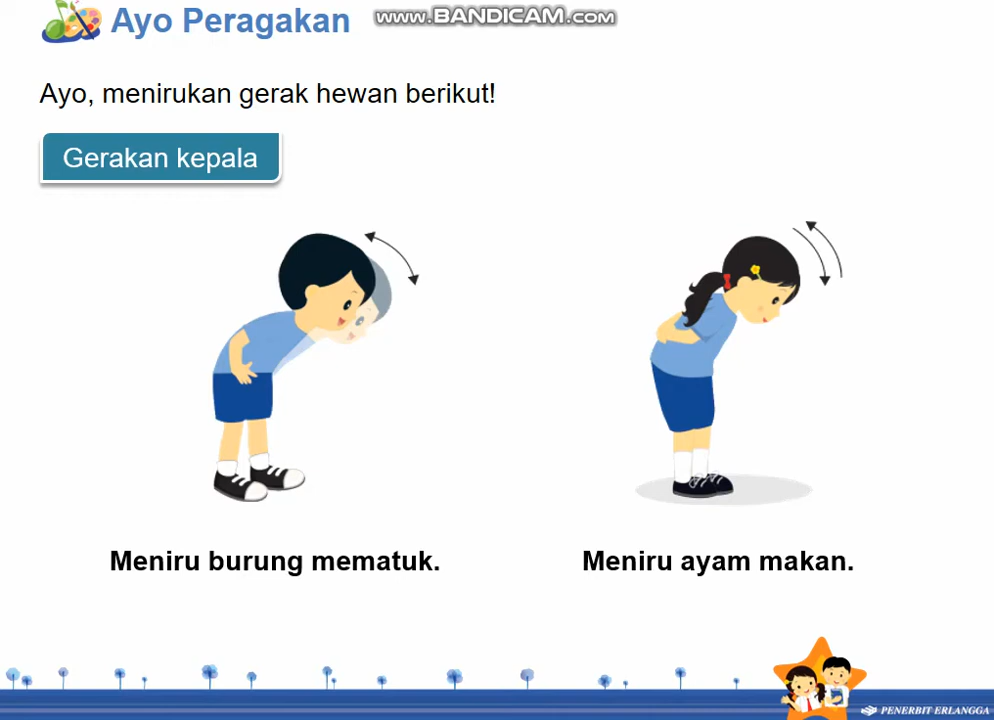 Ayo Peragakan
www.BANDICAM.com
Ayo, menirukan gerak hewan berikut!
Gerakan kepala
Meniru burung mematuk.
Meniru ayam makan.
PENERBIT ERLANGGA